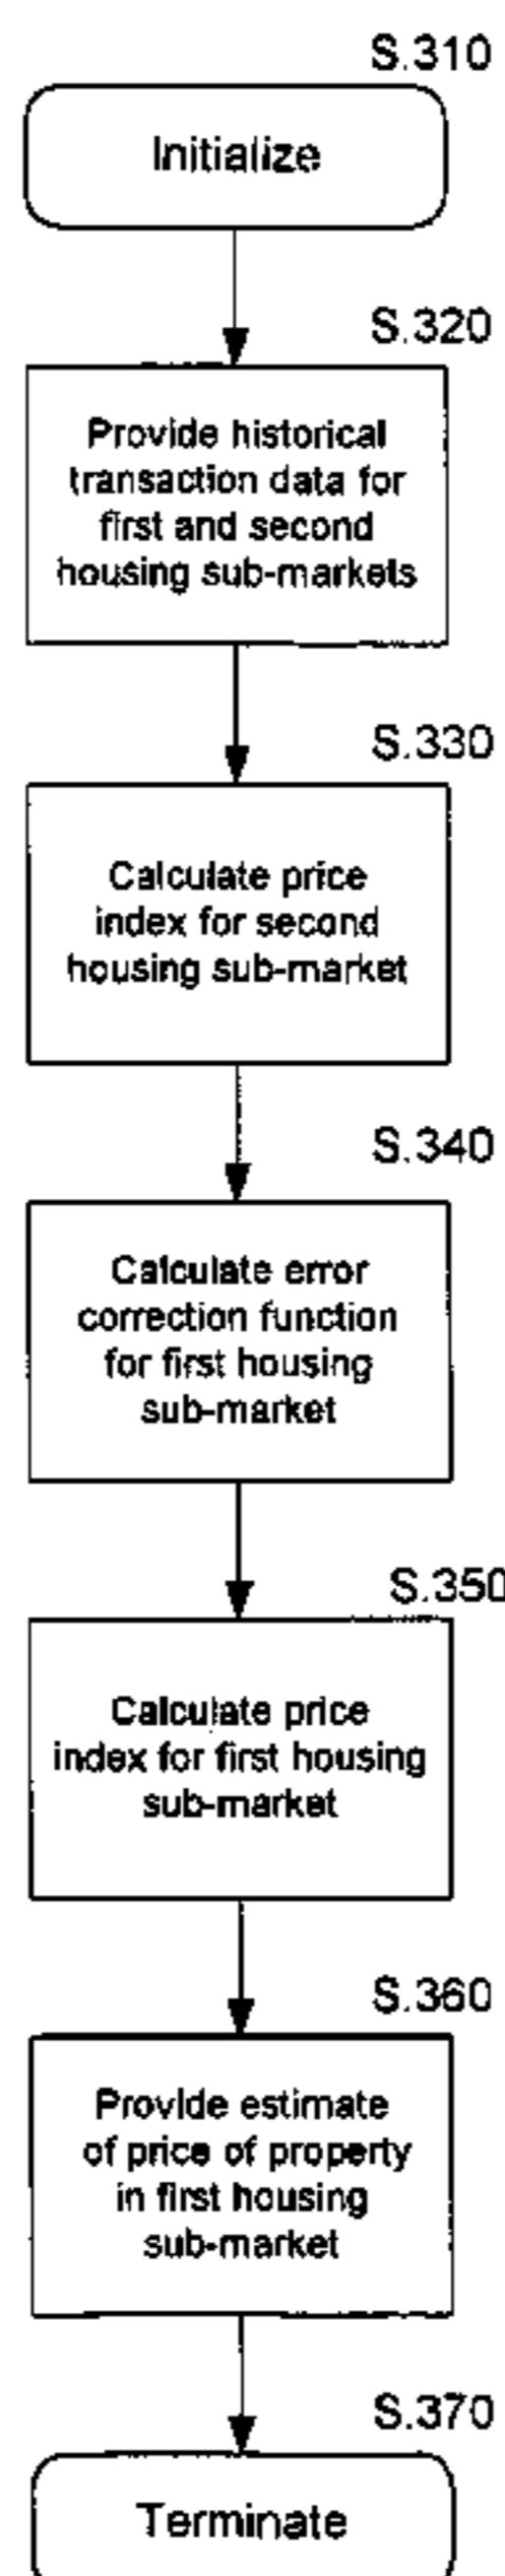 S.310
Initialize
S.320
Provide historical
transaction data for
first and second
housing sub-markets
S.330
Calculate price
index for second
housing sub-market
S.340
Calculate error
correction function
for first housing
sub-market
S.350
Calculate price
index for first housing
sub-market
S.360
Provide estimate
of price of property
in first housing
sub-market
S.370
Terminate